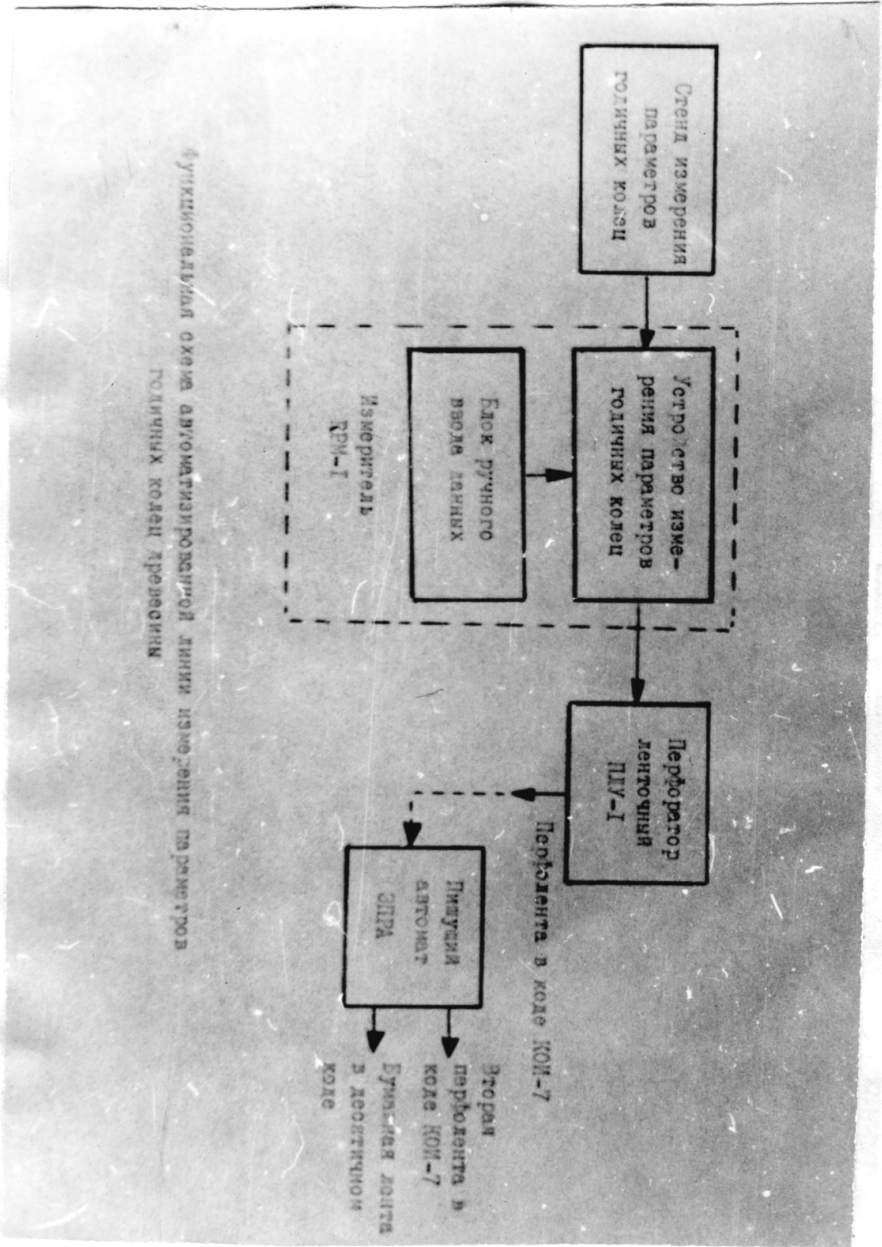 Стенд измерения
параметров
годичных колец
Устройство изме-
рения параметров
годичных колец
Блок ручного
ввода данных
Измеритель
RPM-I
Перфоратор
ленточный
ПЛУ-I
Перфолента в коде КОИ-7
Пишущий
автомат
ЭПРА
Вторая
перфолента в
коде КОИ-7
Бумажная лента
в десятичном
коде
Функциональная схема автоматизированной линии измерения параметров
годичных колец древесины